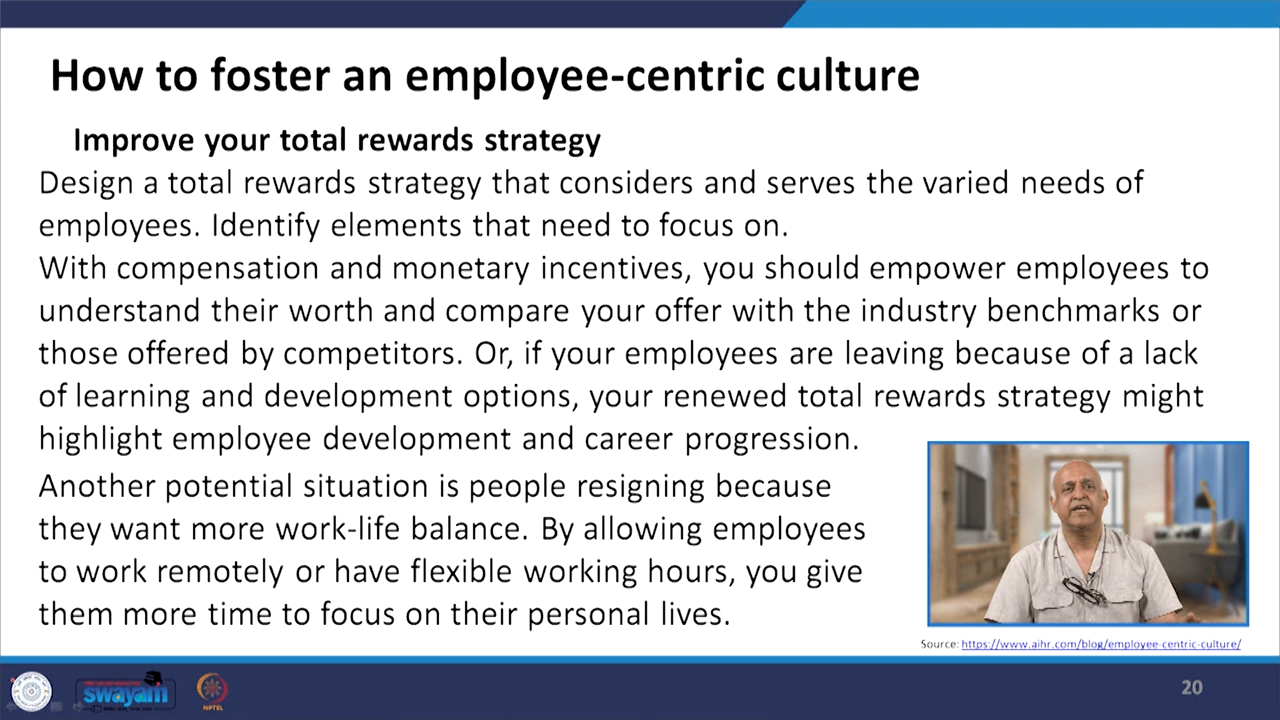 How to foster an employee-centric culture
Improve your total rewards strategy
Design a total rewards strategy that considers and serves the varied needs of
employees. Identify elements that need to focus on.
With compensation and monetary incentives, you should empower employees to
understand their worth and compare your offer with the industry benchmarks or
those offered by competitors. Or, if your employees are leaving because of a lack
of learning and development options, your renewed total rewards strategy might
highlight employee development and career progression.
Another potential situation is people resigning because
they want more work-life balance. By allowing employees
to work remotely or have flexible working hours, you give
them more time to focus on their personal lives.
Source: https://www.aihr.com/blog/employee-centric-culture/
swayam
NPTEL
20